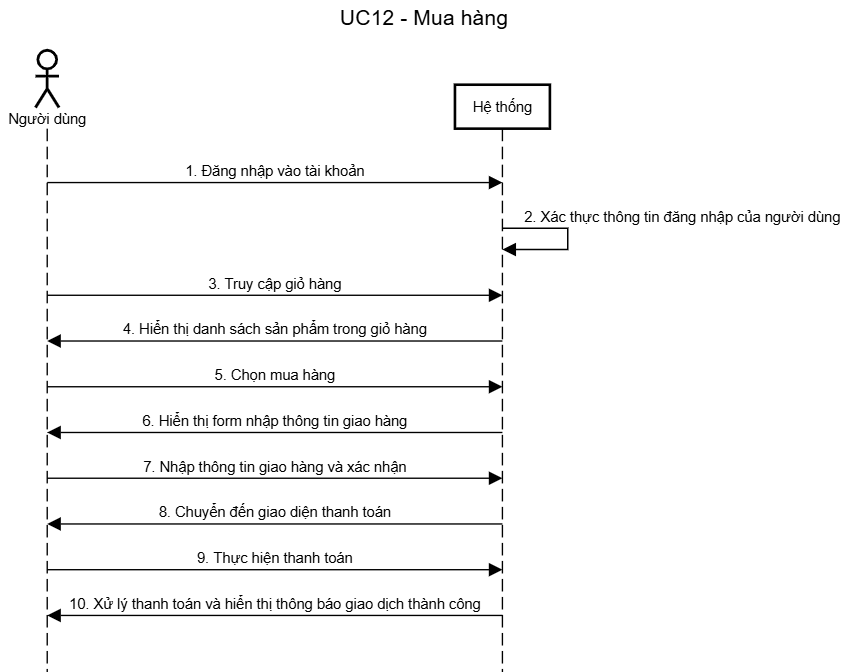 UC12 - Mua hàng
Người dùng
Hệ thống
1. Đăng nhập vào tài khoản
2. Xác thực thông tin đăng nhập của người dùng
3. Truy cập giỏ hàng
4. Hiển thị danh sách sản phẩm trong giỏ hàng
5. Chọn mua hàng
6. Hiển thị form nhập thông tin giao hàng
7. Nhập thông tin giao hàng và xác nhận
8. Chuyển đến giao diện thanh toán
9. Thực hiện thanh toán
10. Xử lý thanh toán và hiển thị thông báo giao dịch thành công